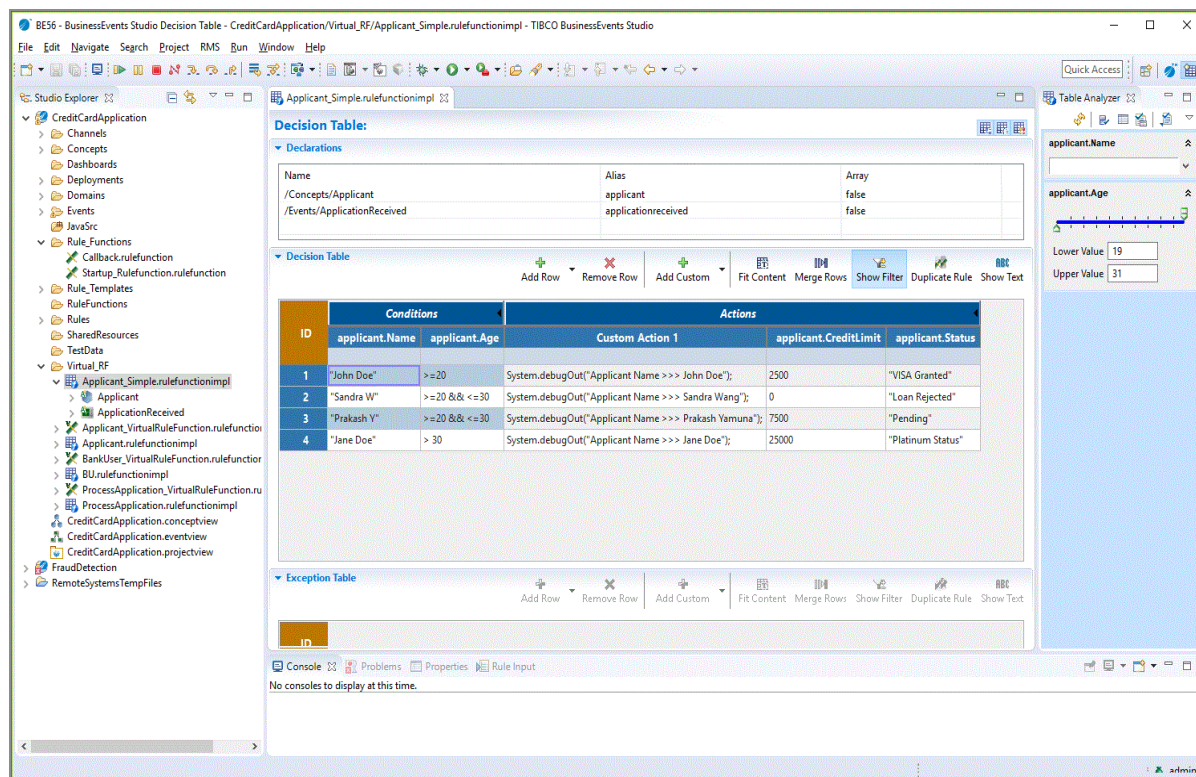 BE56 - BusinessEvents Studio Decision Table - CreditCardApplication/Virtual_RF/Applicant_Simple.rulefunctionimpl - TIBCO BusinessEvents Studio
File Edit Navigate Search Project RMS Run Window Help
Quick Access
Studio Explorer
CreditCardApplication
Channels
Concepts
Dashboards
Deployments
Domains
Events
JavaSrc
Rule_Functions
Callback.rulefunction
Startup_Rulefunction.rulefunction
Rule_Templates
RuleFunctions
Rules
SharedResources
TestData
Virtual_RF
Applicant_Simple.rulefunctionimpl
Applicant
ApplicationReceived
Applicant_VirtualRuleFunction.rulefunction
Applicant.rulefunctionimpl
BankUser_VirtualRuleFunction.rulefunction
BU.rulefunctionimpl
ProcessApplication_VirtualRuleFunction.ru
ProcessApplication.rulefunctionimpl
CreditCardApplication.conceptview
CreditCardApplication.eventview
CreditCardApplication.projectview
FraudDetection
RemoteSystemsTempFiles
Applicant_Simple.rulefunctionimpl
Decision Table:
Declarations
Name Alias Array
/Concepts/Applicant applicant false
/Events/ApplicationReceived applicationreceived false
Decision Table
Add Row Remove Row Add Custom Fit Content Merge Rows Show Filter Duplicate Rule ABC Show Text
ID Conditions Actions
applicant.Name applicant.Age Custom Action 1 applicant.CreditLimit applicant.Status
1 "John Doe" >=20 System.debugOut("Applicant Name >>> John Doe"); 2500 "VISA Granted"
2 "Sandra W" >=20 && <=30 System.debugOut("Applicant Name >>> Sandra Wang"); 0 "Loan Rejected"
3 "Prakash Y" >=20 && <=30 System.debugOut("Applicant Name >>> Prakash Yamuna"); 7500 "Pending"
4 "Jane Doe" > 30 System.debugOut("Applicant Name >>> Jane Doe"); 25000 "Platinum Status"
Exception Table
Add Row Remove Row Add Custom Fit Content Merge Rows Show Filter Duplicate Rule ABC Show Text
ID
Console Problems Properties Rule Input
No consoles to display at this time.
Table Analyzer
applicant.Name
applicant.Age
Lower Value 19
Upper Value 31
admin